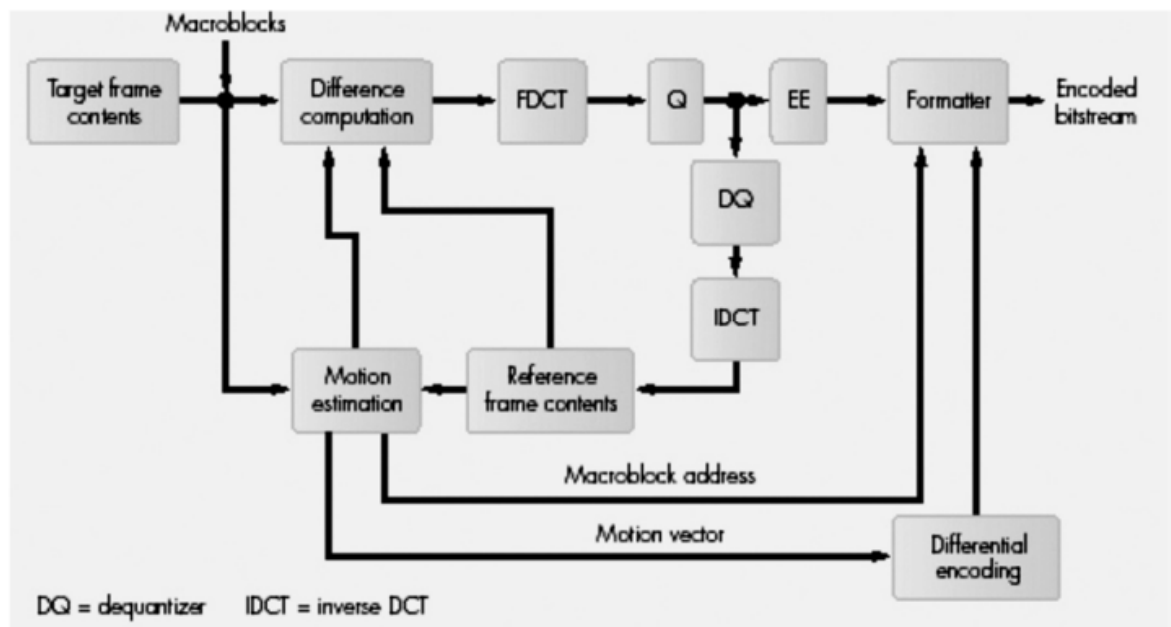 Macroblocks
Target frame
contents
Difference
computation
FDCT
Q
EE
Formatter
Encoded
bitstream
DQ
IDCT
Motion
estimation
Reference
frame contents
Macroblock address
Motion vector
Differential
encoding
DQ = dequantizer IDCT = inverse DCT